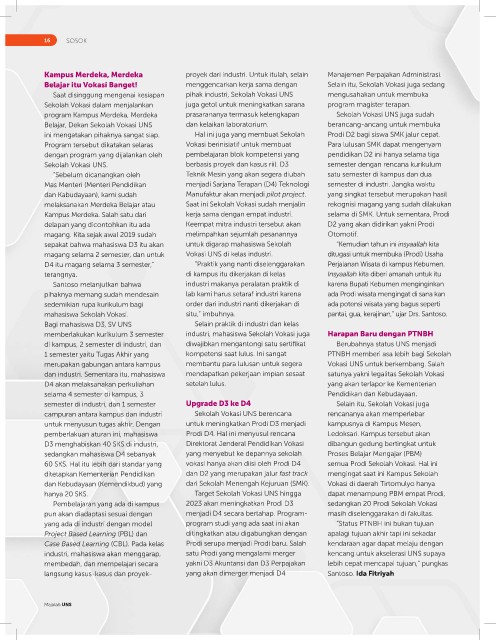 16 SOSOK
Kampus Merdeka, Merdeka
Belajar itu Vokasi Banget!
Saat disinggung mengenai kesiapan
Sekolah Vokasi dalam menjalankan
program Kampus Merdeka, Merdeka
Belajar, Dekan Sekolah Vokasi UNS
ini mengatakan pihaknya sangat siap.
Program tersebut dikatakan selaras
dengan program yang dijalankan oleh
Sekolah Vokasi UNS.
"Sebelum dicanangkan oleh
Mas Menteri (Menteri Pendidikan
dan Kabudayaan), kami sudah
melaksanakan Merdeka Belajar atau
Kampus Merdeka. Salah satu dari
delapan yang dicontohkan itu ada
magang. Kita sejak awal 2019 sudah
sepakat bahwa mahasiswa D3 itu akan
magang selama 2 semester, dan untuk
D4 itu magang selama 3 semester,"
terangnya.
Santoso melanjutkan bahwa
pihaknya memang sudah mendesain
sedemikian rupa kurikulum bagi
mahasiswa Sekolah Vokasi.
Bagi mahasiswa D3, SV UNS
memberlakukan kurikulum 3 semester
di kampus, 2 semester di industri, dan
1 semester yaitu Tugas Akhir yang
merupakan gabungan antara kampus
dan industri. Sementara itu, mahasiswa
D4 akan melaksanakan perkuliahan
selama 4 semester di kampus, 3
semester di industri, dan 1 semester
campuran antara kampus dan industri
untuk menyusun tugas akhir. Dengan
pemberlakuan aturan ini, mahasiswa
D3 menghabiskan 40 SKS di industri,
sedangkan mahasiswa D4 sebanyak
60 SKS. Hal itu lebih dari standar yang
ditetapkan Kementerian Pendidikan
dan Kebudayaan (Kemendikbud) yang
hanya 20 SKS.
Pembelajaran yang ada di kampus
pun akan diadaptasi sesuai dengan
yang ada di industri dengan model
Project Based Learning (PBL) dan
Case Based Learning (CBL). Pada kelas
industri, mahasiswa akan menggarap,
membedah, dan mempelajari secara
langsung kasus-kasus dan proyek-
proyek dari industri. Untuk itulah, selain
menggencarkan kerja sama dengan
pihak industri, Sekolah Vokasi UNS
juga getol untuk meningkatkan sarana
prasarananya termasuk kelengkapan
dan kelaikan laboratorium.
Hal ini juga yang membuat Sekolah
Vokasi berinisiatif untuk membuat
pembelajaran blok kompetensi yang
berbasis proyek dan kasus riil. D3
Teknik Mesin yang akan segera diubah
menjadi Sarjana Terapan (D4) Teknologi
Manufaktur akan menjadi pilot project.
Saat ini Sekolah Vokasi sudah menjalin
kerja sama dengan empat industri.
Keempat mitra industri tersebut akan
melimpahkan sejumlah pesanannya
untuk digarap mahasiswa Sekolah
Vokasi UNS di kelas industri.
"Praktik yang nanti diselenggarakan
di kampus itu dikerjakan di kelas
industri makanya peralatan praktik di
lab kami harus setaraf industri karena
order dari industri nanti dikerjakan di
situ," imbuhnya.
Selain praktik di industri dan kelas
industri, mahasiswa Sekolah Vokasi juga
diwajibkan mengantongi satu sertifikat
kompetensi saat lulus. Ini sangat
membantu para lulusan untuk segera
mendapatkan pekerjaan impian sesaat
setelah lulus.
Upgrade D3 ke D4
Sekolah Vokasi UNS berencana
untuk meningkatkan Prodi D3 menjadi
Prodi D4. Hal ini menyusul rencana
Direktorat Jenderal Pendidikan Vokasi
yang menyebut ke depannya sekolah
vokasi hanya akan diisi oleh Prodi D4
dan D2 yang merupakan jalur fast track
dari Sekolah Menengah Kejuruan (SMK).
Target Sekolah Vokasi UNS hingga
2023 akan meningkatkan Prodi D3
menjadi D4 secara bertahap. Program-
program studi yang ada saat ini akan
ditingkatkan atau digabungkan dengan
Prodi serupa menjadi Prodi baru. Salah
satu Prodi yang mengalami merger
yakni D3 Akuntansi dan D3 Perpajakan
yang akan dimerger menjadi D4
Manajemen Perpajakan Administrasi.
Selain itu, Sekolah Vokasi juga sedang
mengusahakan untuk membuka
program magister terapan.
Sekolah Vokasi UNS juga sudah
berancang-ancang untuk membuka
Prodi D2 bagi siswa SMK jalur cepat.
Para lulusan SMK dapat mengenyam
pendidikan D2 ini hanya selama tiga
semester dengan rencana kurikulum
satu semester di kampus dan dua
semester di industri. Jangka waktu
yang singkat tersebut merupakan hasil
rekognisi magang yang sudah dilakukan
selama di SMK. Untuk sementara, Prodi
D2 yang akan didirikan yakni Prodi
Otomotif.
"Kemudian tahun ini insyaallah kita
ditugasi untuk membuka (Prodi) Usaha
Perjalanan Wisata di kampus Kebumen.
Insyaallah kita diberi amanah untuk itu
karena Bupati Kebumen menginginkan
ada Prodi wisata mengingat di sana kan
ada potensi wisata yang bagus seperti
pantai, gua, kerajinan," ujar Drs. Santoso.
Harapan Baru dengan PTNBH
Berubahnya status UNS menjadi
PTNBH memberi asa lebih bagi Sekolah
Vokasi UNS untuk berkembang. Salah
satunya yakni legalitas Sekolah Vokasi
yang akan terlapor ke Kementerian
Pendidikan dan Kebudayaan.
Selain itu, Sekolah Vokasi juga
rencananya akan memperlebar
kampusnya di Kampus Mesen,
Ledoksari. Kampus tersebut akan
dibangun gedung bertingkat untuk
Proses Belajar Mengajar (PBM)
semua Prodi Sekolah Vokasi. Hal ini
mengingat saat ini Kampus Sekolah
Vokasi di daerah Tirtomulyo hanya
dapat menampung PBM empat Prodi,
sedangkan 20 Prodi Sekolah Vokasi
masih diselenggarakan di fakultas.
"Status PTNBH ini bukan tujuan
apalagi tujuan akhir tapi ini sekadar
kendaraan agar dapat melaju dengan
kencang untuk akselerasi UNS supaya
lebih cepat mencapai tujuan," pungkas
Santoso. Ida Fitriyah
Majalah UNS